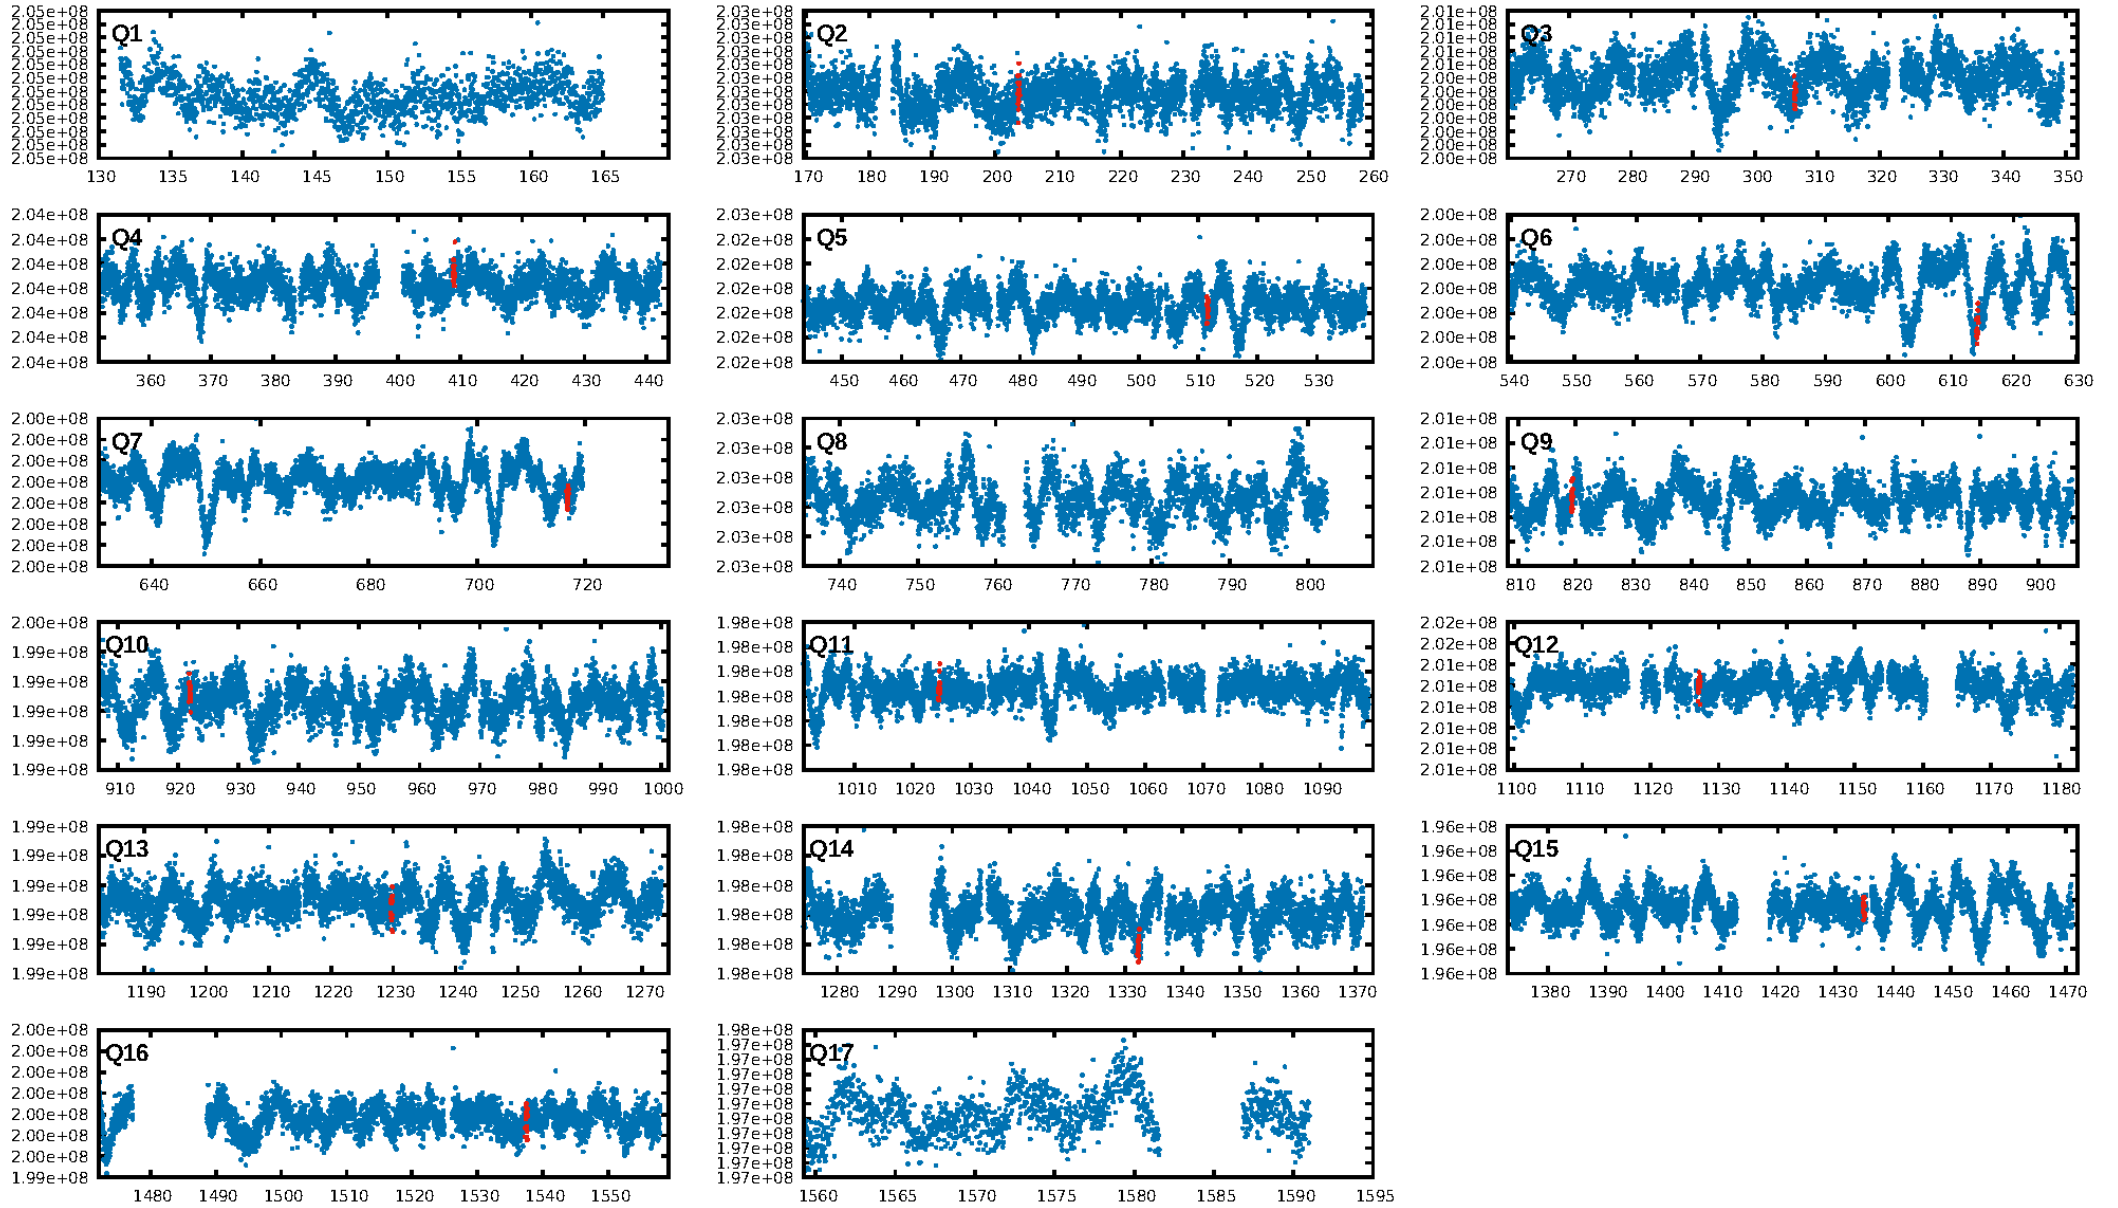 2.05e+08
2.05e+08
2.05e+08
2.05e+08
2.05e+08
2.05e+08
2.05e+08
2.05e+08
2.05e+08
2.05e+08
2.05e+08
2.05e+08
Q1
130 135 140 145 150 155 160 165
2.03e+08
2.03e+08
2.03e+08
2.03e+08
2.03e+08
2.03e+08
2.03e+08
2.03e+08
2.03e+08
2.03e+08
2.03e+08
2.03e+08
Q2
170 180 190 200 210 220 230 240 250 260
2.01e+08
2.01e+08
2.01e+08
2.01e+08
2.01e+08
2.00e+08
2.00e+08
2.00e+08
2.00e+08
2.00e+08
2.00e+08
2.00e+08
Q3
270 280 290 300 310 320 330 340 350
2.04e+08
2.04e+08
2.04e+08
2.04e+08
2.04e+08
2.04e+08
2.04e+08
Q4
360 370 380 390 400 410 420 430 440
2.03e+08
2.02e+08
2.02e+08
2.02e+08
2.02e+08
2.02e+08
2.02e+08
Q5
450 460 470 480 490 500 510 520 530
2.00e+08
2.00e+08
2.00e+08
2.00e+08
2.00e+08
2.00e+08
2.00e+08
Q6
540 550 560 570 580 590 600 610 620 630
2.00e+08
2.00e+08
2.00e+08
2.00e+08
2.00e+08
2.00e+08
2.00e+08
2.00e+08
Q7
640 660 680 700 720
2.03e+08
2.03e+08
2.03e+08
2.03e+08
2.03e+08
2.03e+08
Q8
740 750 760 770 780 790 800
2.01e+08
2.01e+08
2.01e+08
2.01e+08
2.01e+08
2.01e+08
2.01e+08
Q9
810 820 830 840 850 860 870 880 890 900
2.00e+08
1.99e+08
1.99e+08
1.99e+08
1.99e+08
1.99e+08
Q10
910 920 930 940 950 960 970 980 990 1000
1.98e+08
1.98e+08
1.98e+08
1.98e+08
1.98e+08
1.98e+08
1.98e+08
Q11
1010 1020 1030 1040 1050 1060 1070 1080 1090
2.02e+08
2.02e+08
2.01e+08
2.01e+08
2.01e+08
2.01e+08
2.01e+08
2.01e+08
Q12
1100 1110 1120 1130 1140 1150 1160 1170 1180
1.99e+08
1.99e+08
1.99e+08
1.99e+08
1.99e+08
1.99e+08
Q13
1190 1200 1210 1220 1230 1240 1250 1260 1270
1.98e+08
1.98e+08
1.98e+08
1.98e+08
1.98e+08
1.98e+08
Q14
1280 1290 1300 1310 1320 1330 1340 1350 1360 1370
1.96e+08
1.96e+08
1.96e+08
1.96e+08
1.96e+08
1.96e+08
1.96e+08
Q15
1380 1390 1400 1410 1420 1430 1440 1450 1460 1470
2.00e+08
2.00e+08
2.00e+08
2.00e+08
2.00e+08
2.00e+08
2.00e+08
1.99e+08
Q16
1480 1490 1500 1510 1520 1530 1540 1550
1.98e+08
1.97e+08
1.97e+08
1.97e+08
1.97e+08
1.97e+08
1.97e+08
1.97e+08
1.97e+08
1.97e+08
1.97e+08
1.97e+08
Q17
1560 1565 1570 1575 1580 1585 1590 1595